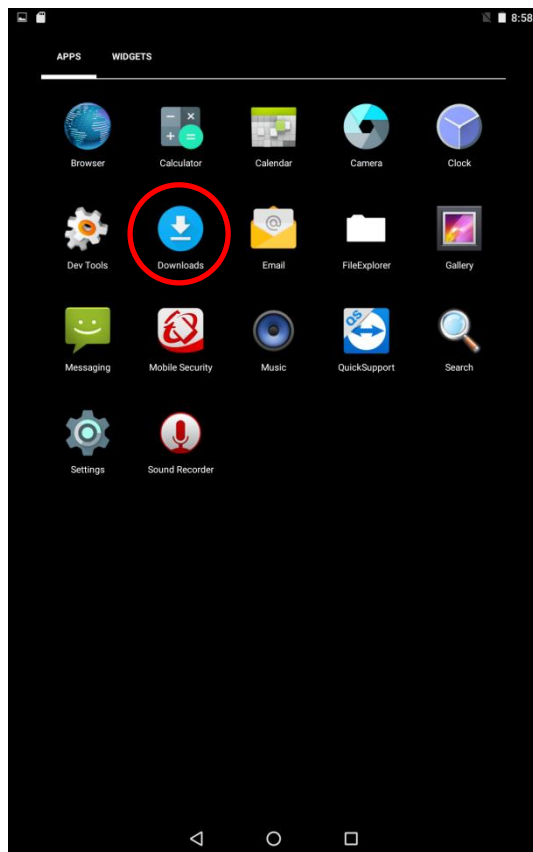 8:58
APPS WIDGETS
Browser Calculator Calendar Camera Clock
Dev Tools Downloads Email FileExplorer Gallery
QS
Messaging Mobile Security Music QuickSupport Search
Settings Sound Recorder